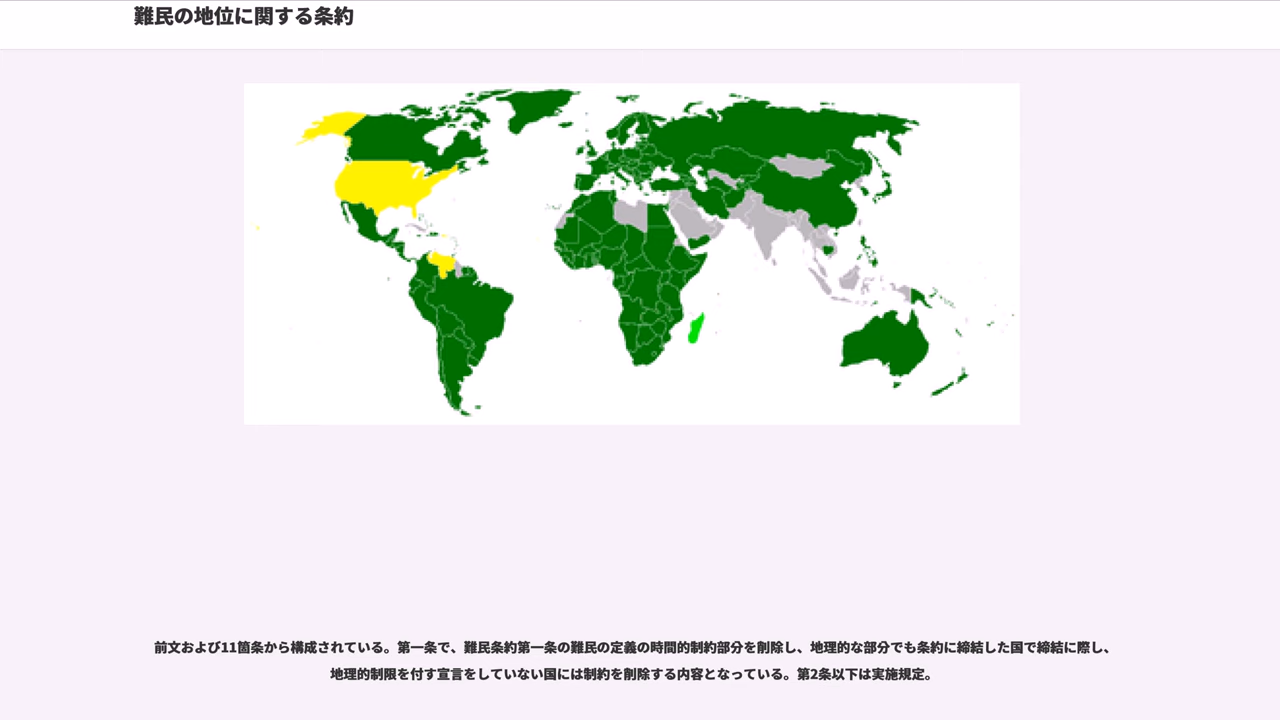 難民の地位に関する条約
前文および11箇条から構成されている。第一条で、難民条約第一条の難民の定義の時間的制約部分を削除し、地理的な部分でも条約に締結した国で締結に際し、
地理的制限を付す宣言をしていない国には制約を削除する内容となっている。第2条以下は実施規定。